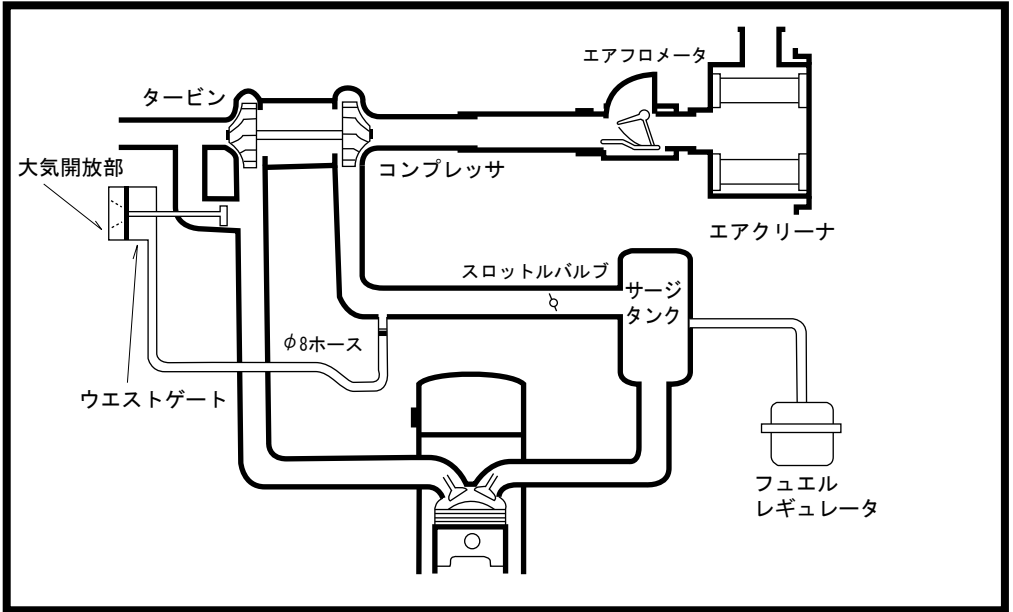 エアフロメータ
タービン
大気開放部
コンプレッサ
エアクリーナ
スロットルバルブ
サージ
タンク
φ8ホース
ウエストゲート
フュエル
レギュレータ